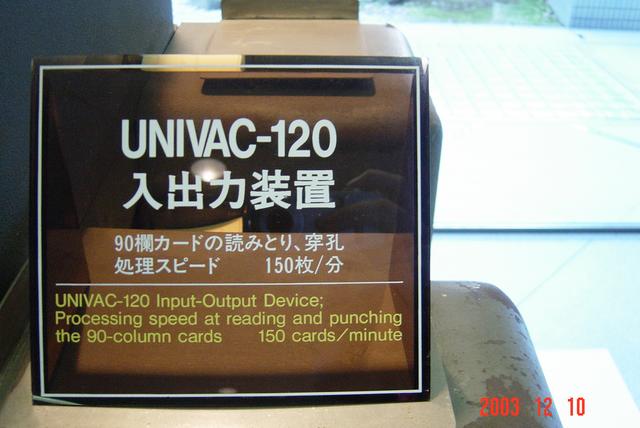 UNIVAC-120
入出力装置
90欄カードの読みとり、穿孔
処理スピード 150枚/分
UNIVAC-120 Input-Output Device;
Processing speed at reading and punching
the 90-column cards 150 cards/minute
2003 12 10